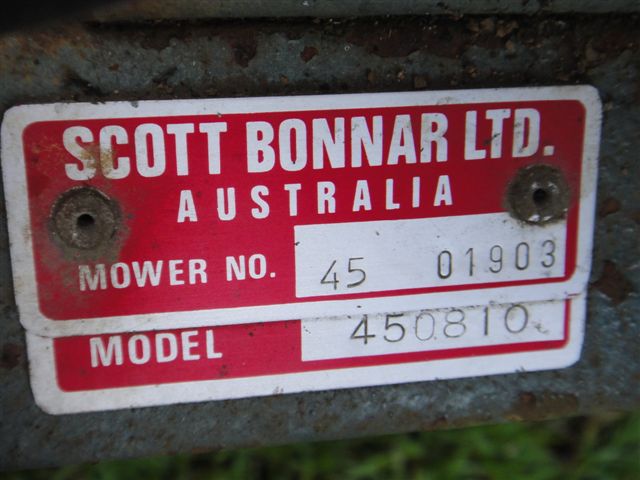 SCOTT BONNAR LTD.
AUSTRALIA
MOWER NO. 45 01903
MODEL 450810